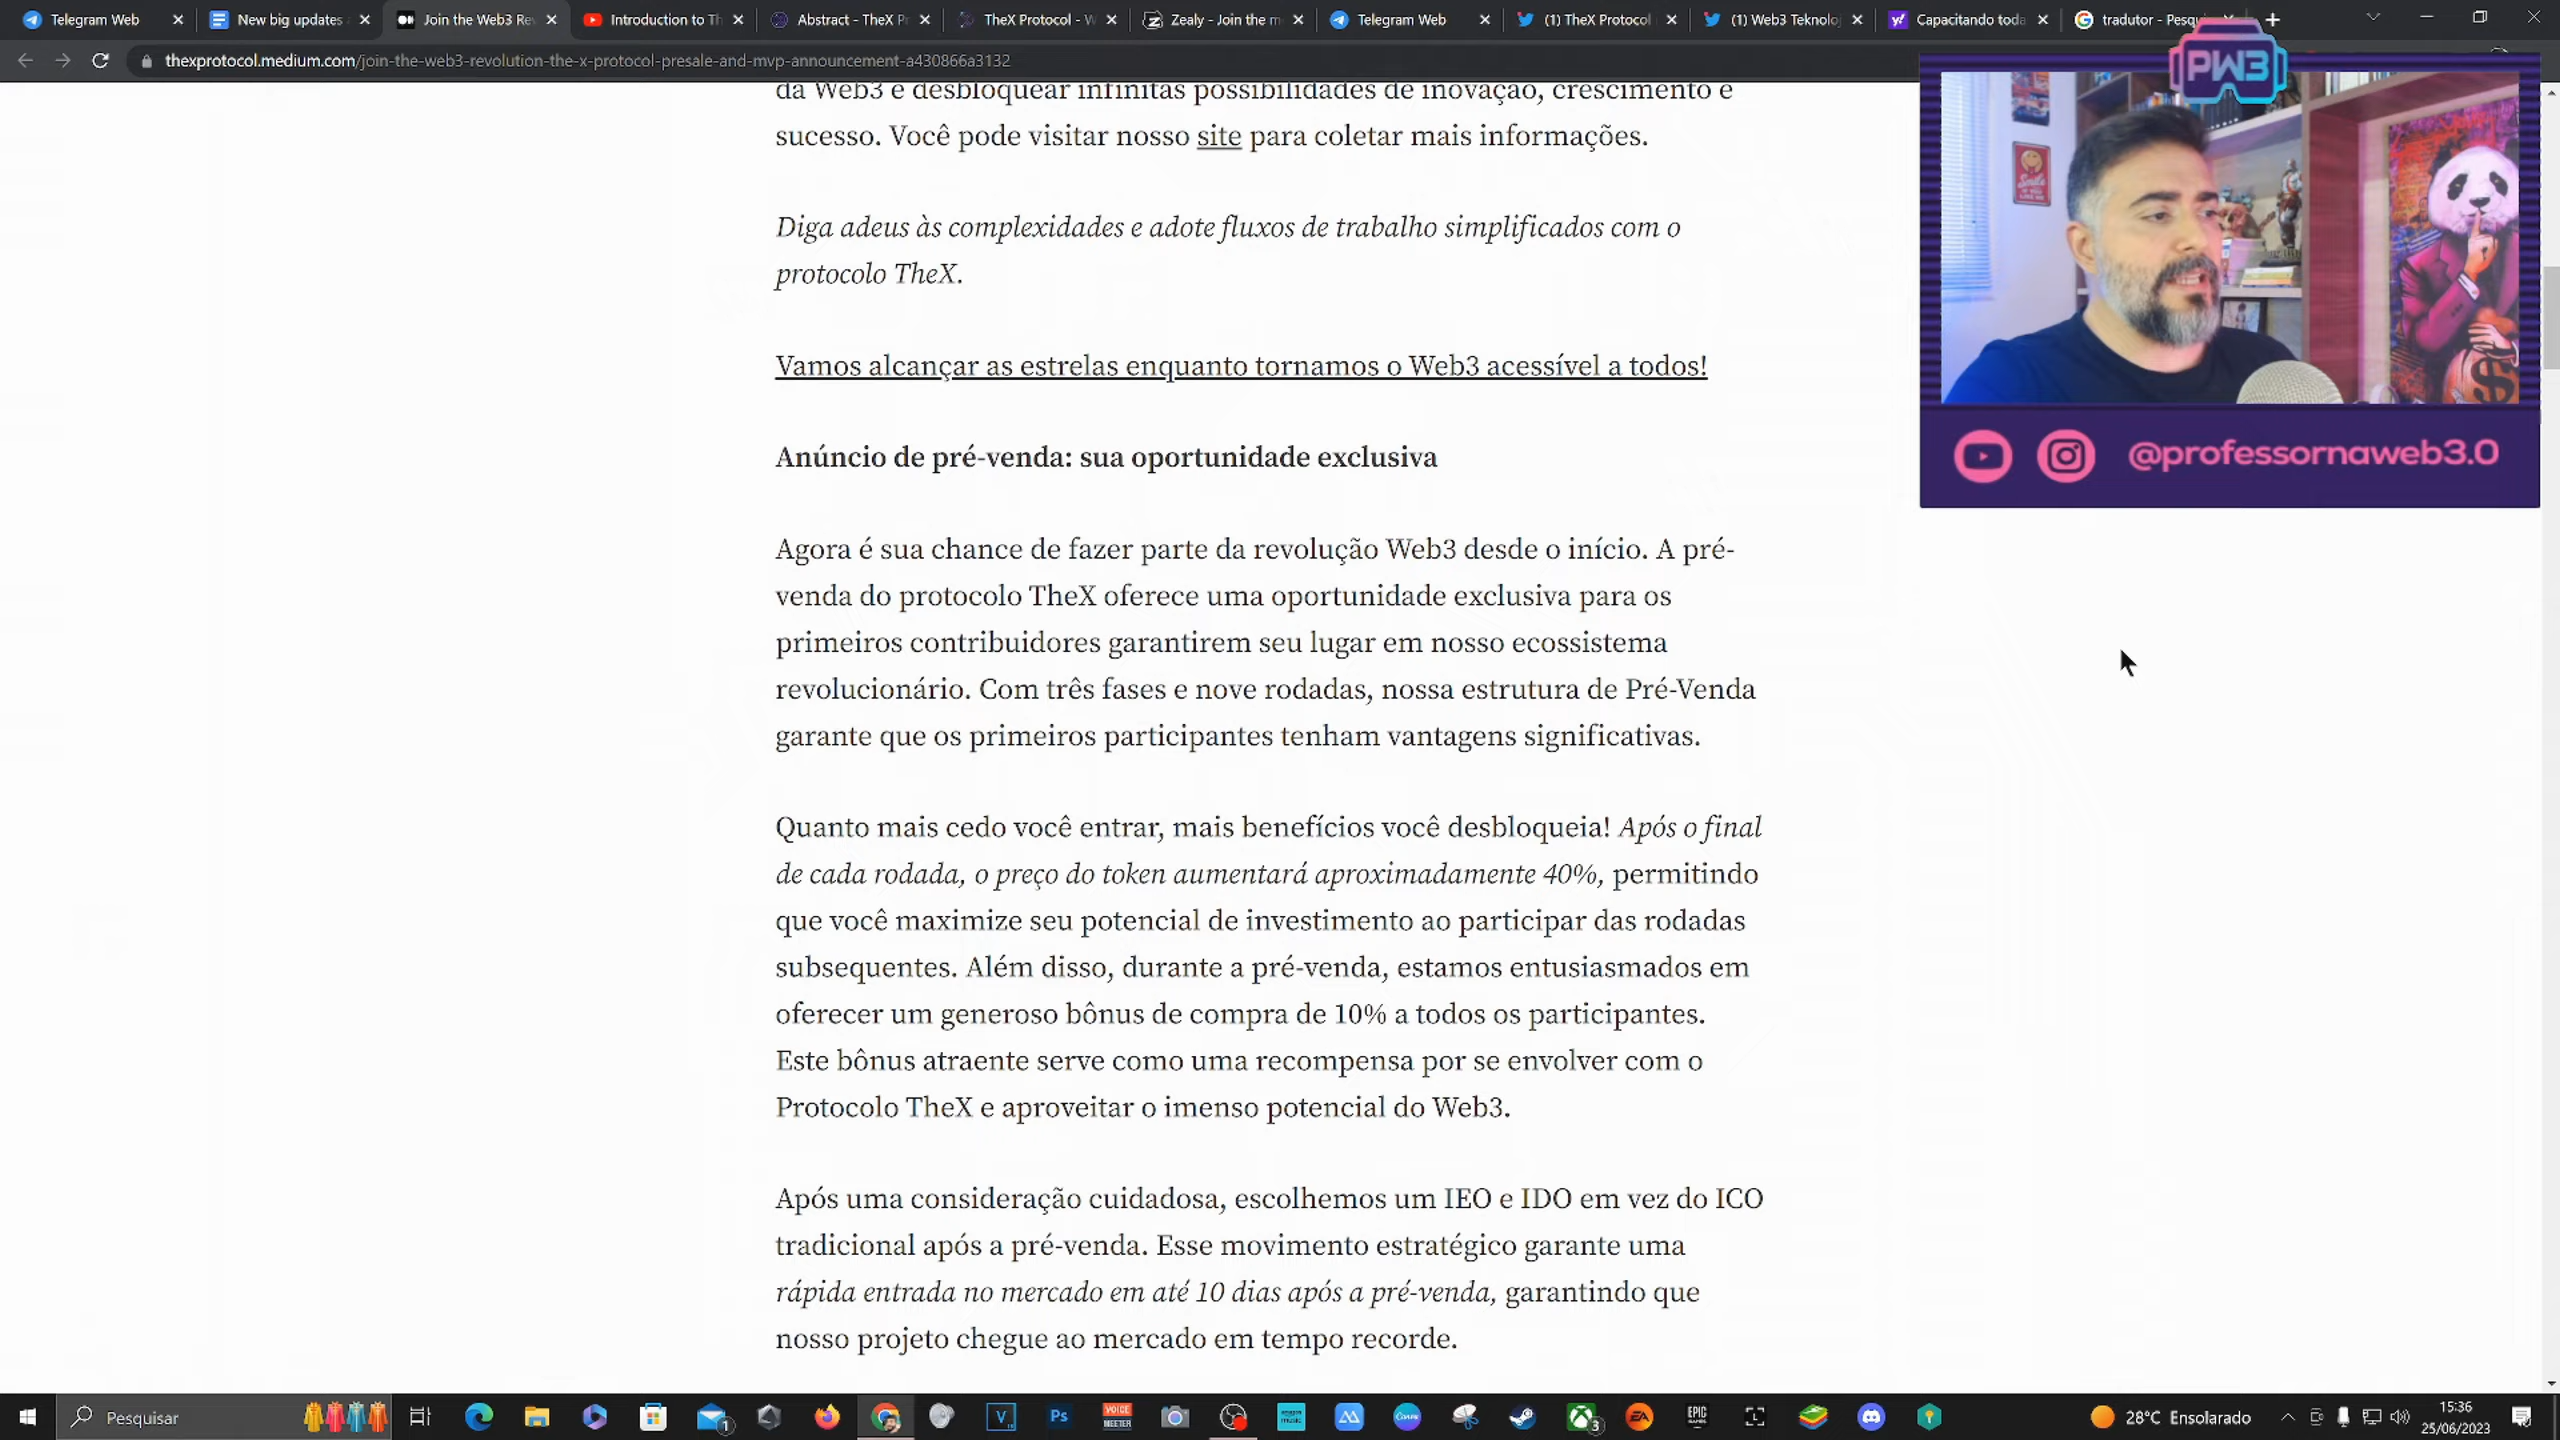 Telegram Web
New big updates
Join the Web3 Re
Introduction to Th
Abstract - TheX Pr
TheX Protocol - W
Zealy - Join the m
Telegram Web
(1) TheX Protocol
(1) Web3 Teknoloj
Capacitando toda
tradutor - Pesqui
thexprotocol.medium.com/join-the-web3-revolution-the-x-protocol-presale-and-mvp-announcement-a430866a3132
PW3
da Web3 e desbloquear infinitas possibilidades de inovação, crescimento e
sucesso. Você pode visitar nosso site para coletar mais informações.
Diga adeus às complexidades e adote fluxos de trabalho simplificados com o
protocolo TheX.
Vamos alcançar as estrelas enquanto tornamos o Web3 acessível a todos!
Anúncio de pré-venda: sua oportunidade exclusiva
@professornaweb3.0
Agora é sua chance de fazer parte da revolução Web3 desde o início. A pré-
venda do protocolo TheX oferece uma oportunidade exclusiva para os
primeiros contribuidores garantirem seu lugar em nosso ecossistema
revolucionário. Com três fases e nove rodadas, nossa estrutura de Pré-Venda
garante que os primeiros participantes tenham vantagens significativas.
Quanto mais cedo você entrar, mais benefícios você desbloqueia! Após o final
de cada rodada, o preço do token aumentará aproximadamente 40%, permitindo
que você maximize seu potencial de investimento ao participar das rodadas
subsequentes. Além disso, durante a pré-venda, estamos entusiasmados em
oferecer um generoso bônus de compra de 10% a todos os participantes.
Este bônus atraente serve como uma recompensa por se envolver com o
Protocolo TheX e aproveitar o imenso potencial do Web3.
Após uma consideração cuidadosa, escolhemos um IEO e IDO em vez do ICO
tradicional após a pré-venda. Esse movimento estratégico garante uma
rápida entrada no mercado em até 10 dias após a pré-venda, garantindo que
nosso projeto chegue ao mercado em tempo recorde.
Pesquisar
28°C Ensolarado
15:36
25/06/2023